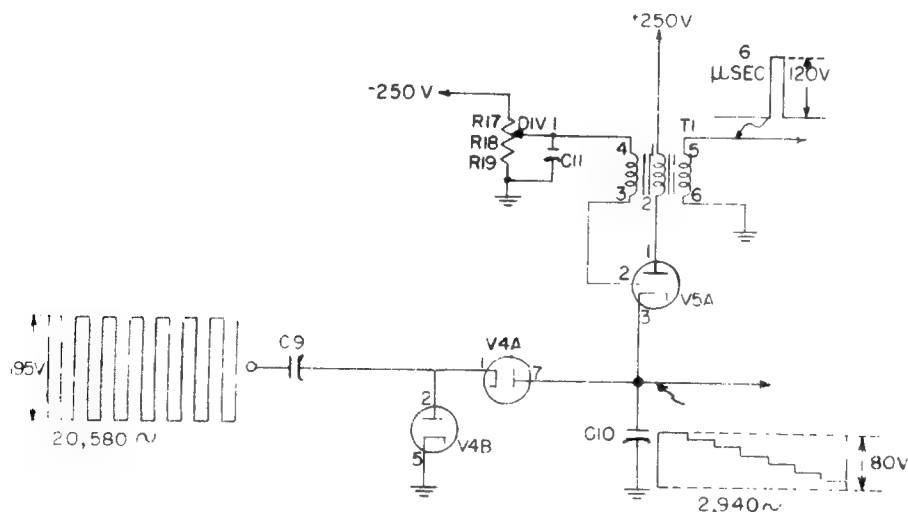 +250V
6
μSEC
120V
-250 V
R17
DIV 1
R18
R19
C11
4
1
T1
5
3
2
6
1
2
V5A
3
195V
C9
V4A
1
7
2
V4B
5
20,580 ~
C10
80V
2,940 ~